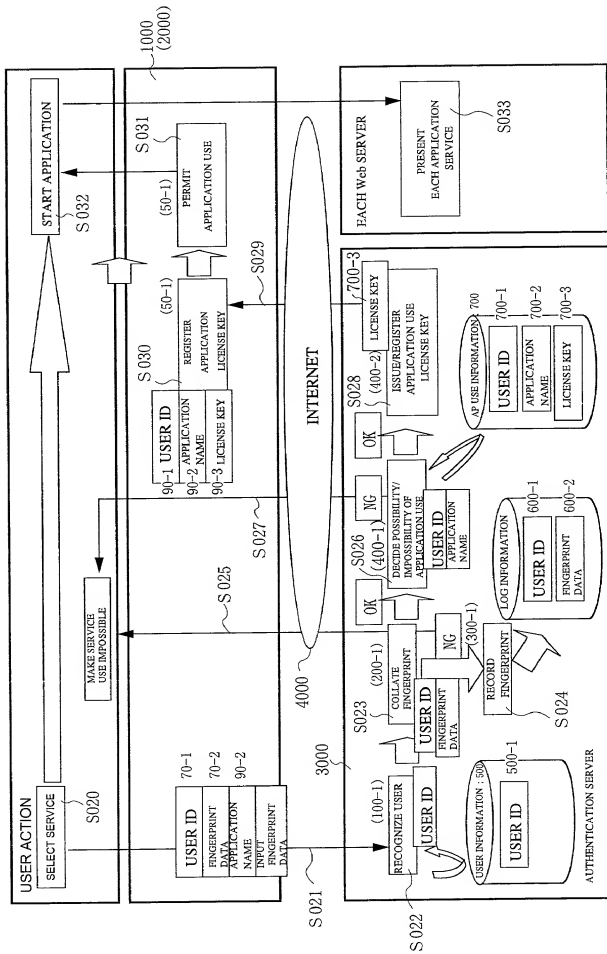 USER ACTION
SELECT SERVICE
S020
MAKE SERVICE
USE IMPOSSIBLE
START APPLICATION
S032
1000
(2000)
USER ID
FINGERPRINT
DATA
APPLICATION
NAME
INPUT
FINGERPRINT
DATA
70-1
70-2
90-2
S021
S025
S027
90-1
90-2
90-3
USER ID
APPLICATION
NAME
LICENSE KEY
S030
(50-1)
REGISTER
APPLICATION
LICENSE KEY
(50-1)
S031
PERMIT
APPLICATION USE
S029
4000
INTERNET
3000
(100-1)
RECOGNIZE USER
USER ID
S022
USER INFORMATION : 500
USER ID
500-1
S023
(200-1)
COLLATE
FINGERPRINT
USER ID
FINGERPRINT
DATA
OK
NG
(300-1)
RECORD
FINGERPRINT
S024
S026
(400-1)
DECIDE POSSIBILITY/
IMPOSSIBILITY OF
APPLICATION USE
USER ID
APPLICATION
NAME
NG
OK
LOG INFORMATION
USER ID
FINGERPRINT
DATA
600-1
600-2
S028
(400-2)
LICENSE KEY
700-3
ISSUE/REGISTER
APPLICATION USE
LICENSE KEY
AP USE INFORMATION : 700
USER ID
APPLICATION
NAME
LICENSE KEY
700-1
700-2
700-3
AUTHENTICATION SERVER
EACH Web SERVER
PRESENT
EACH APPLICATION
SERVICE
S033